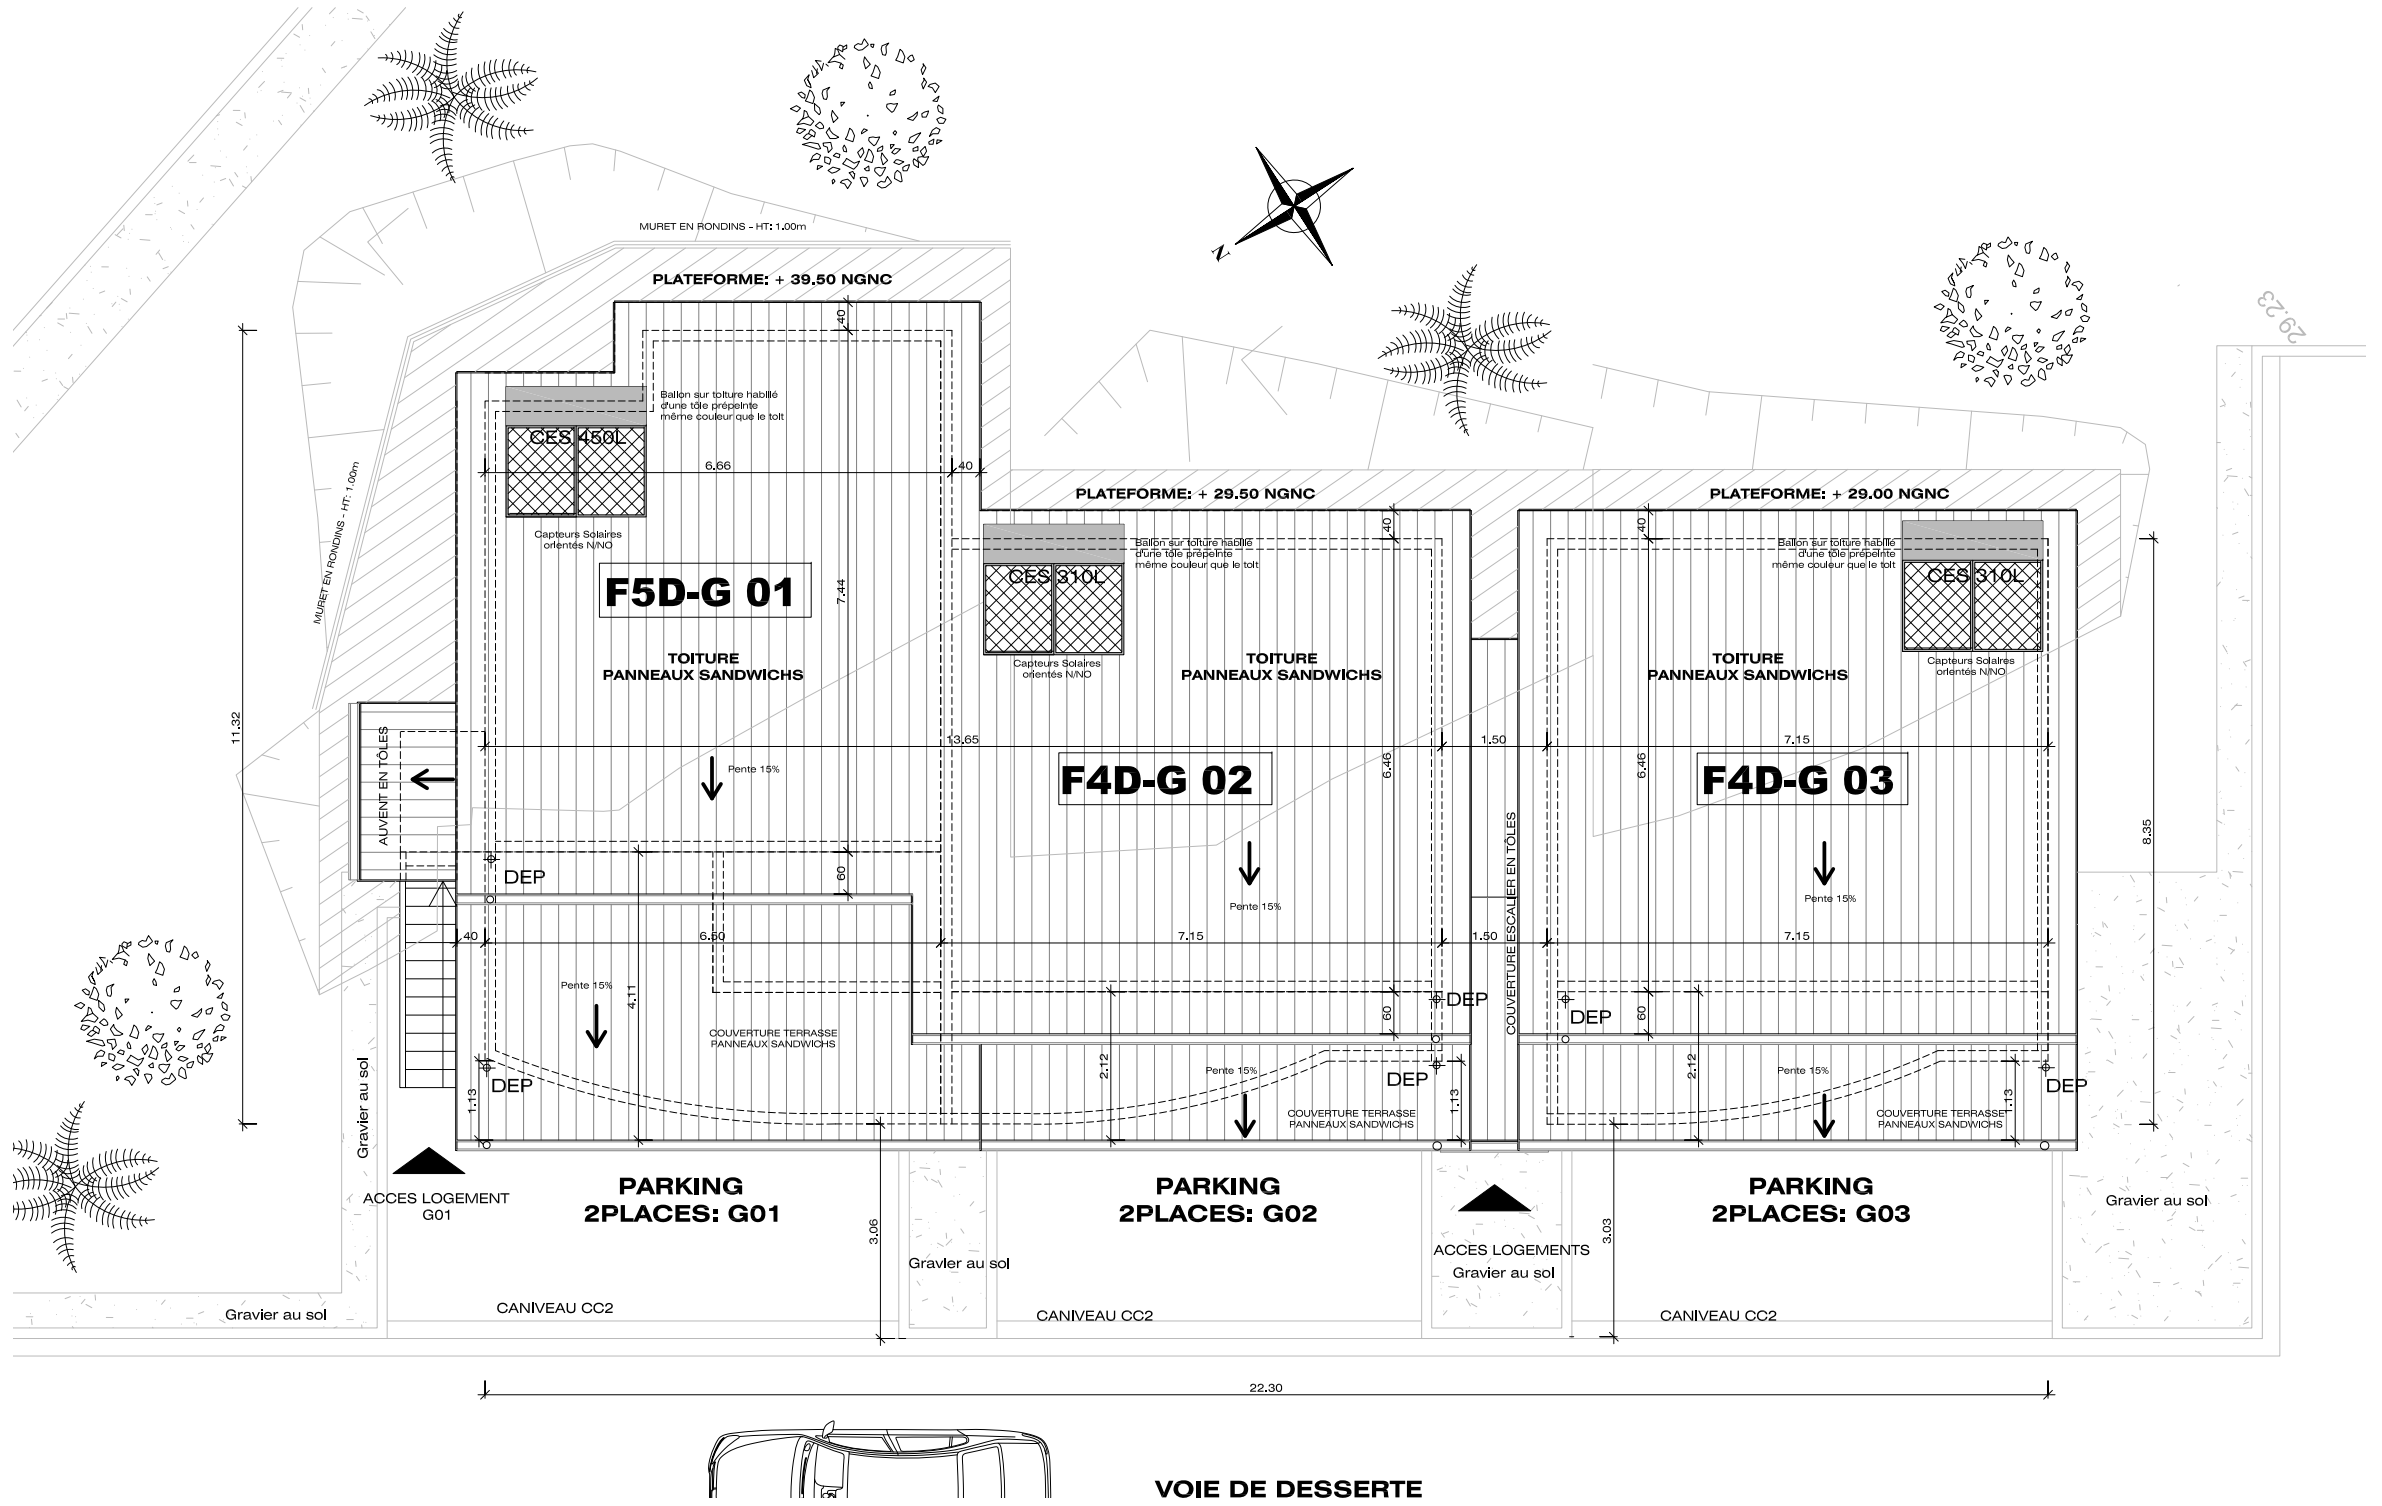 MURET EN RONDINS - HT: 1.00m
N
PLATEFORME: + 39.50 NGNC
29.23
40
Ballon sur toiture habillé
d'une tôle prépeinte
même couleur que le toit
CES 450L
6.66
40
MURET EN RONDINS - HT: 1.00m
Capteurs Solaires
orientés N/NO
PLATEFORME: + 29.50 NGNC
PLATEFORME: + 29.00 NGNC
40
40
Ballon sur toiture habillé
d'une tôle prépeinte
même couleur que le toit
CES 310L
Ballon sur toiture habillé
d'une tôle prépeinte
même couleur que le toit
CES 310L
F5D-G 01
7.44
TOITURE
PANNEAUX SANDWICHS
Capteurs Solaires
orientés N/NO
TOITURE
PANNEAUX SANDWICHS
TOITURE
PANNEAUX SANDWICHS
Capteurs Solaires
orientés N/NO
11.32
AUVENT EN TÔLES
13.65
1.50
7.15
Pente 15%
F4D-G 02
6.46
6.46
F4D-G 03
8.35
DEP
60
Pente 15%
COUVERTURE ESCALIER EN TÔLES
Pente 15%
40
6.50
7.15
1.50
7.15
Pente 15%
4.11
DEP
60
DEP
60
COUVERTURE TERRASSE
PANNEAUX SANDWICHS
Gravier au sol
1.13
DEP
2.12
Pente 15%
DEP
1.13
2.12
Pente 15%
1.13
DEP
COUVERTURE TERRASSE
PANNEAUX SANDWICHS
COUVERTURE TERRASSE
PANNEAUX SANDWICHS
ACCES LOGEMENT
G01
PARKING
2PLACES: G01
3.06
PARKING
2PLACES: G02
PARKING
2PLACES: G03
3.03
Gravier au sol
Gravier au sol
ACCES LOGEMENTS
Gravier au sol
Gravier au sol
CANIVEAU CC2
CANIVEAU CC2
CANIVEAU CC2
22.30
VOIE DE DESSERTE